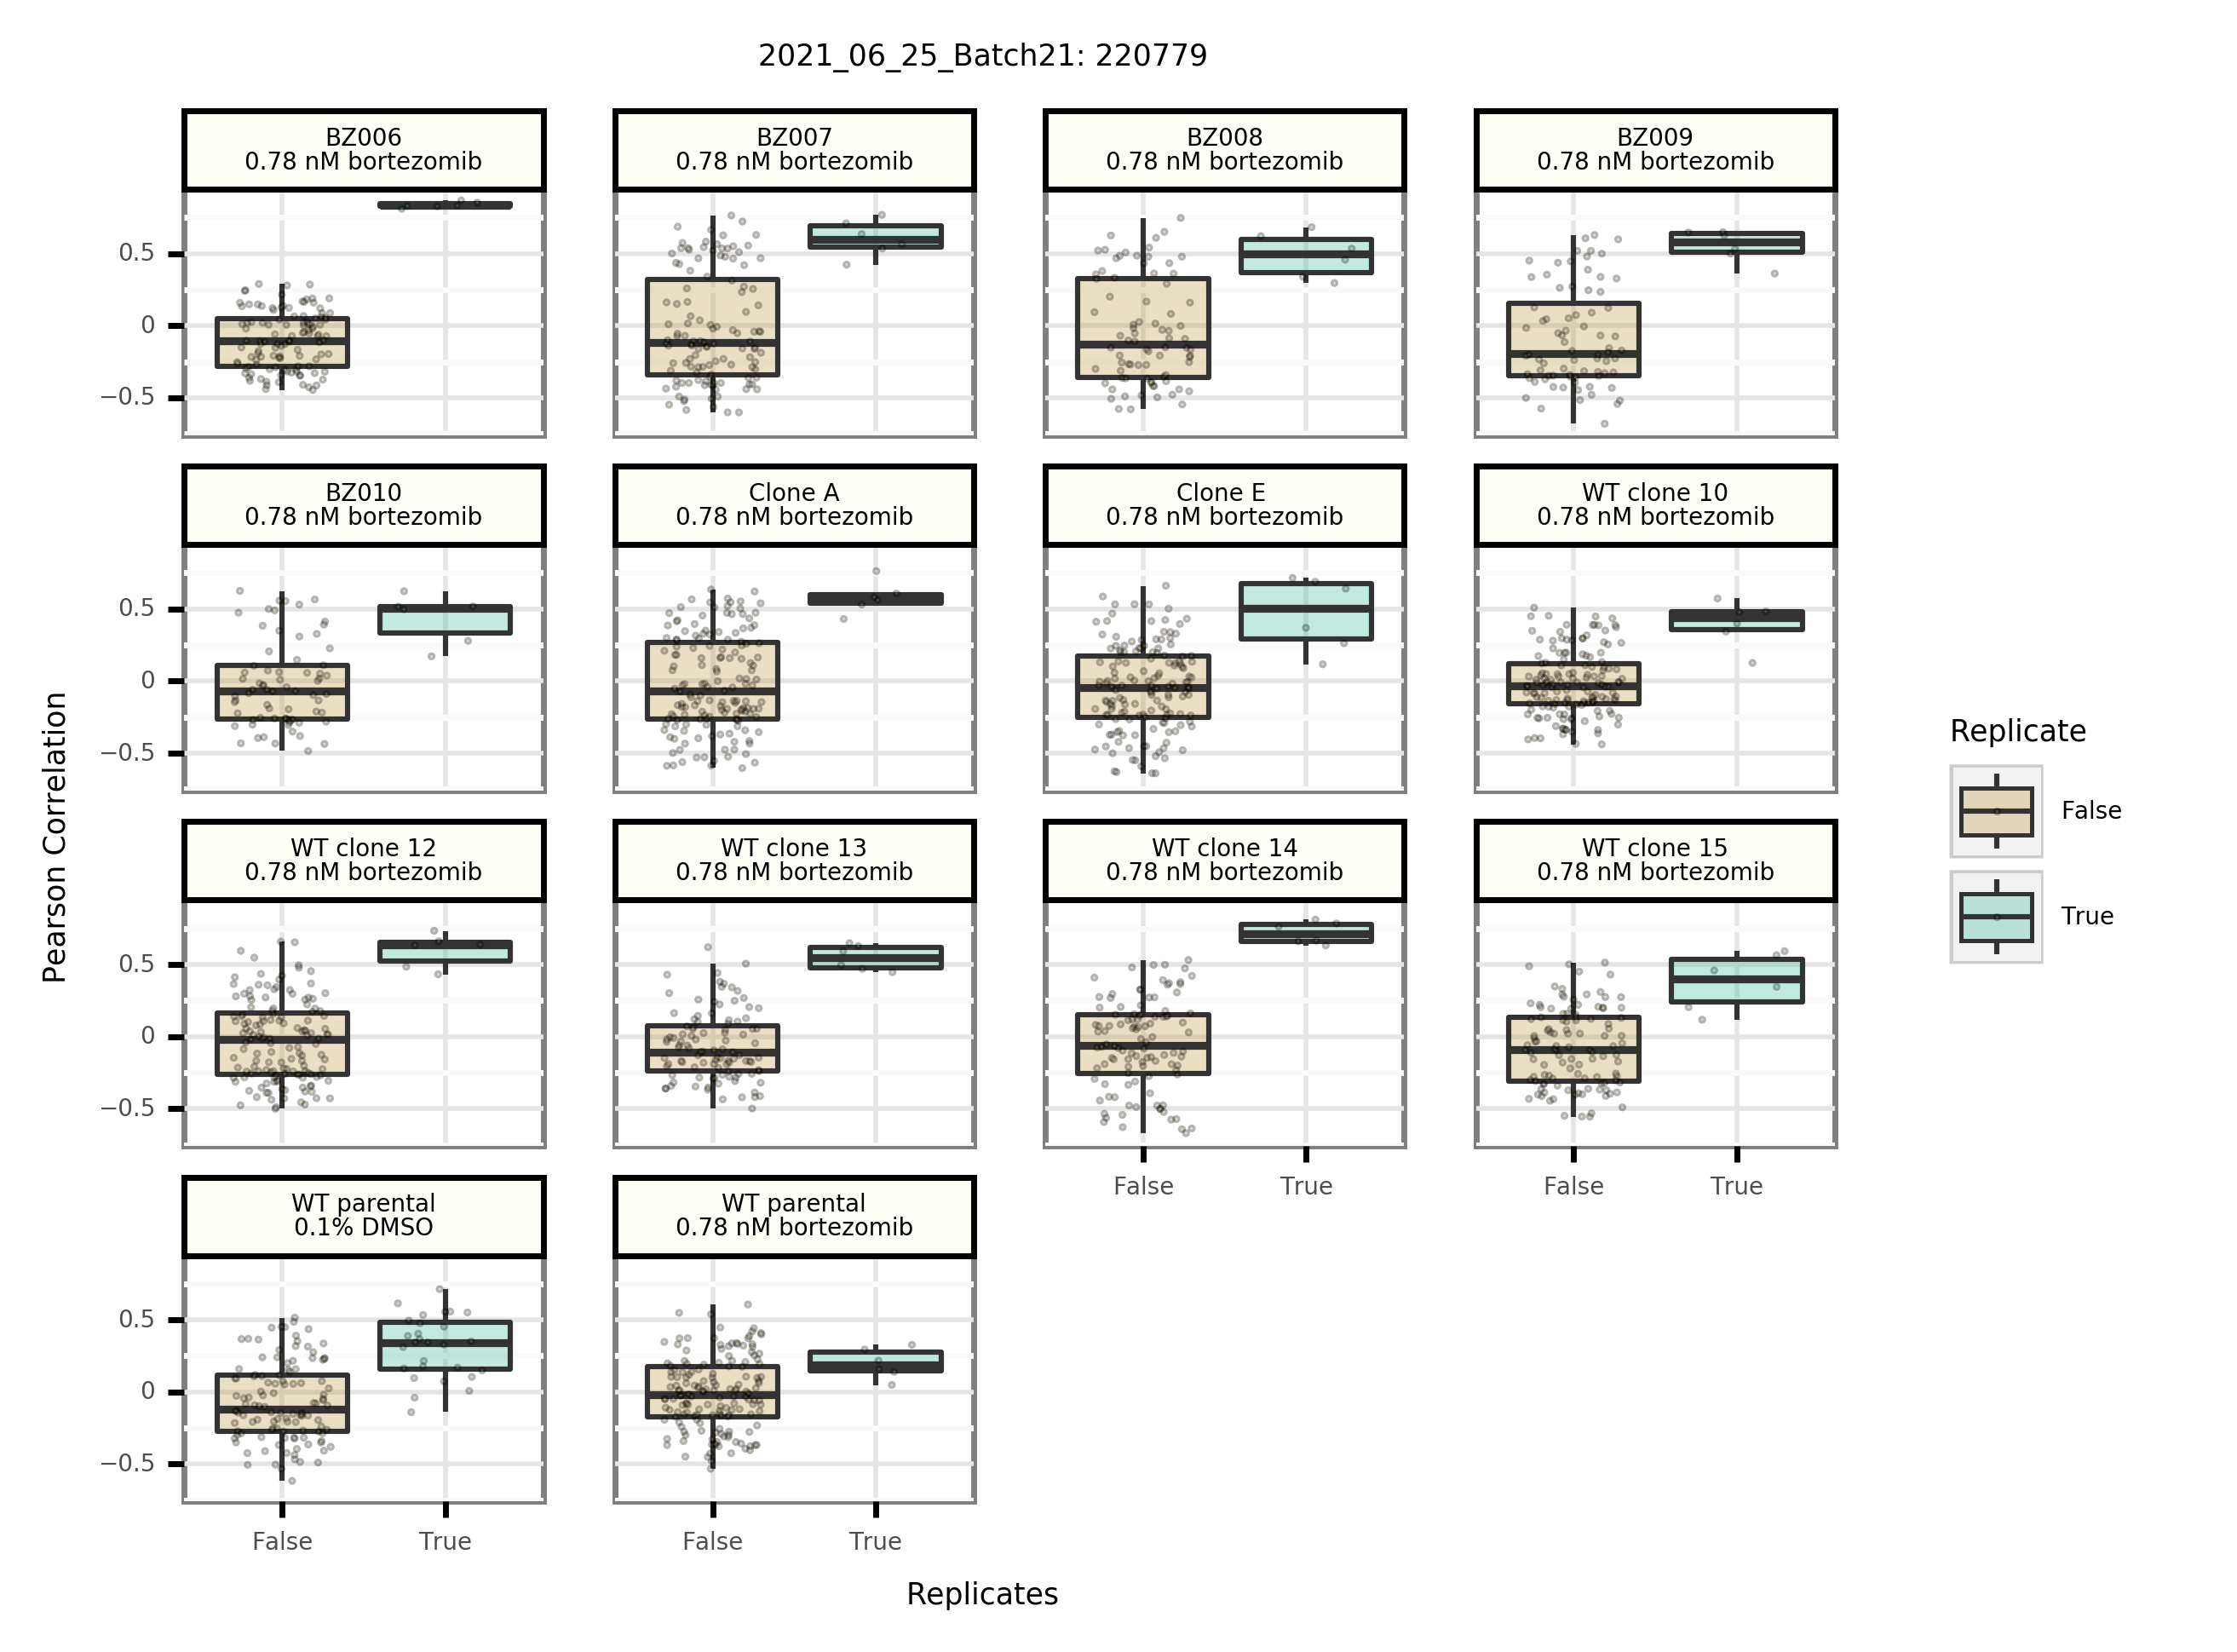 2021_06_25_Batch21: 220779
BZ006
0.78 nM bortezomib
BZ007
0.78 nM bortezomib
BZ008
0.78 nM bortezomib
BZ009
0.78 nM bortezomib
0.5
0
−0.5
BZ010
0.78 nM bortezomib
Clone A
0.78 nM bortezomib
Clone E
0.78 nM bortezomib
WT clone 10
0.78 nM bortezomib
0.5
0
−0.5
WT clone 12
0.78 nM bortezomib
WT clone 13
0.78 nM bortezomib
WT clone 14
0.78 nM bortezomib
WT clone 15
0.78 nM bortezomib
0.5
0
−0.5
False
True
False
True
WT parental
0.1% DMSO
WT parental
0.78 nM bortezomib
0.5
0
−0.5
False
True
False
True
Replicates
Pearson Correlation
Replicate
False
True